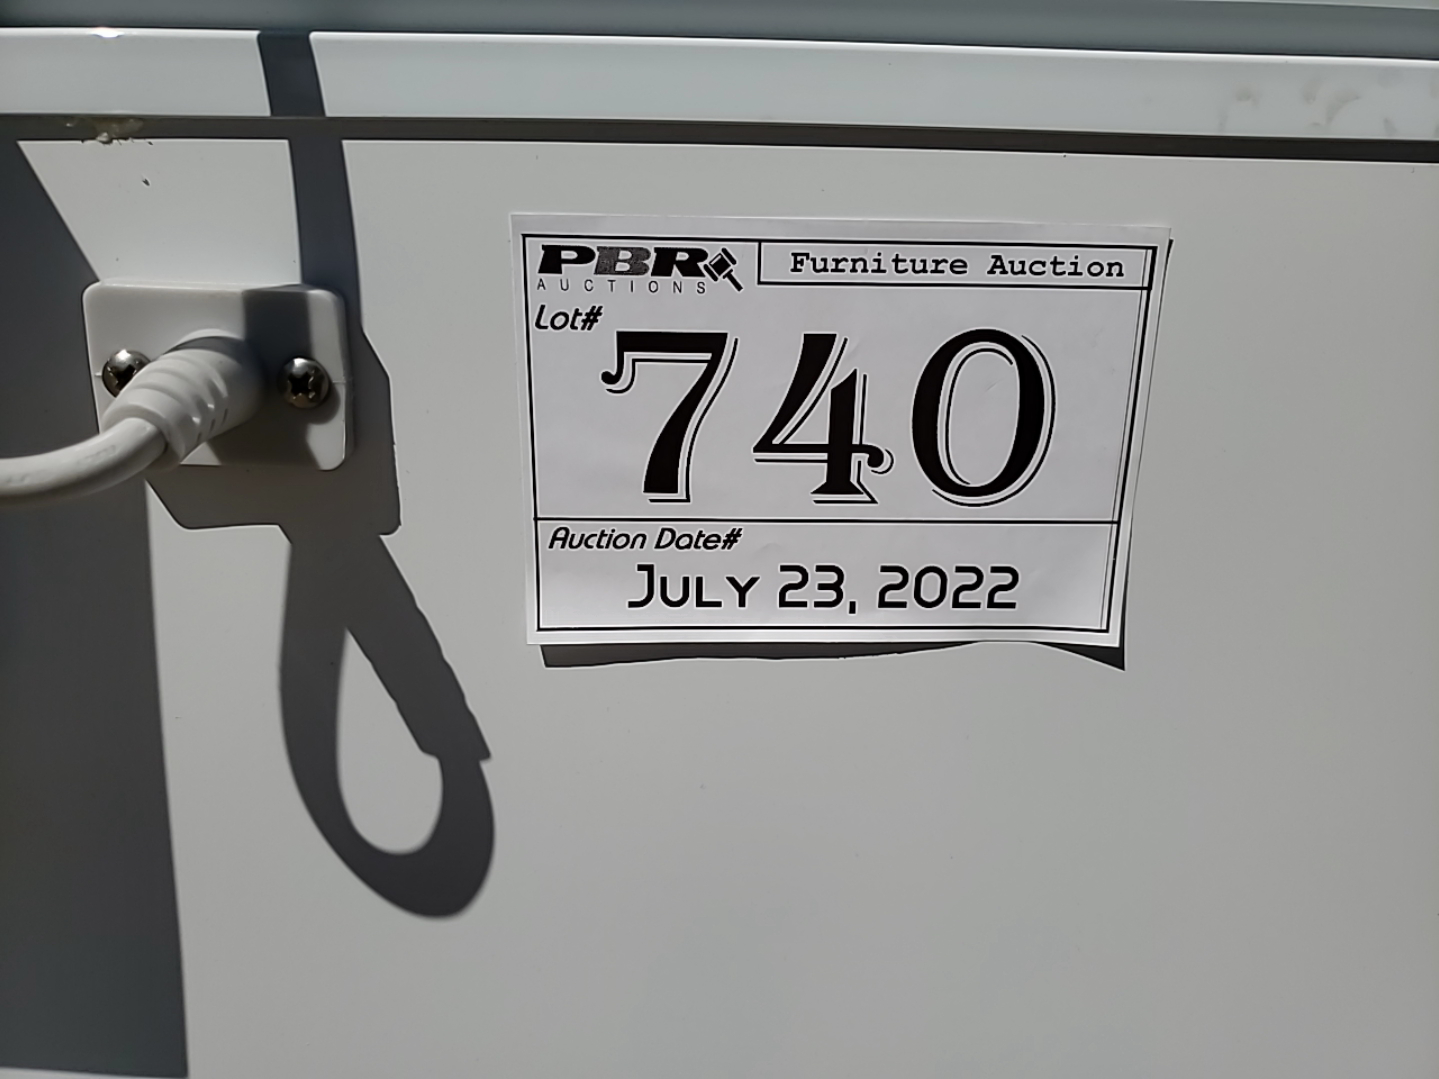 PBR
AUCTIONS
Furniture Auction
Lot#
740
Auction Date#
JULY 23, 2022